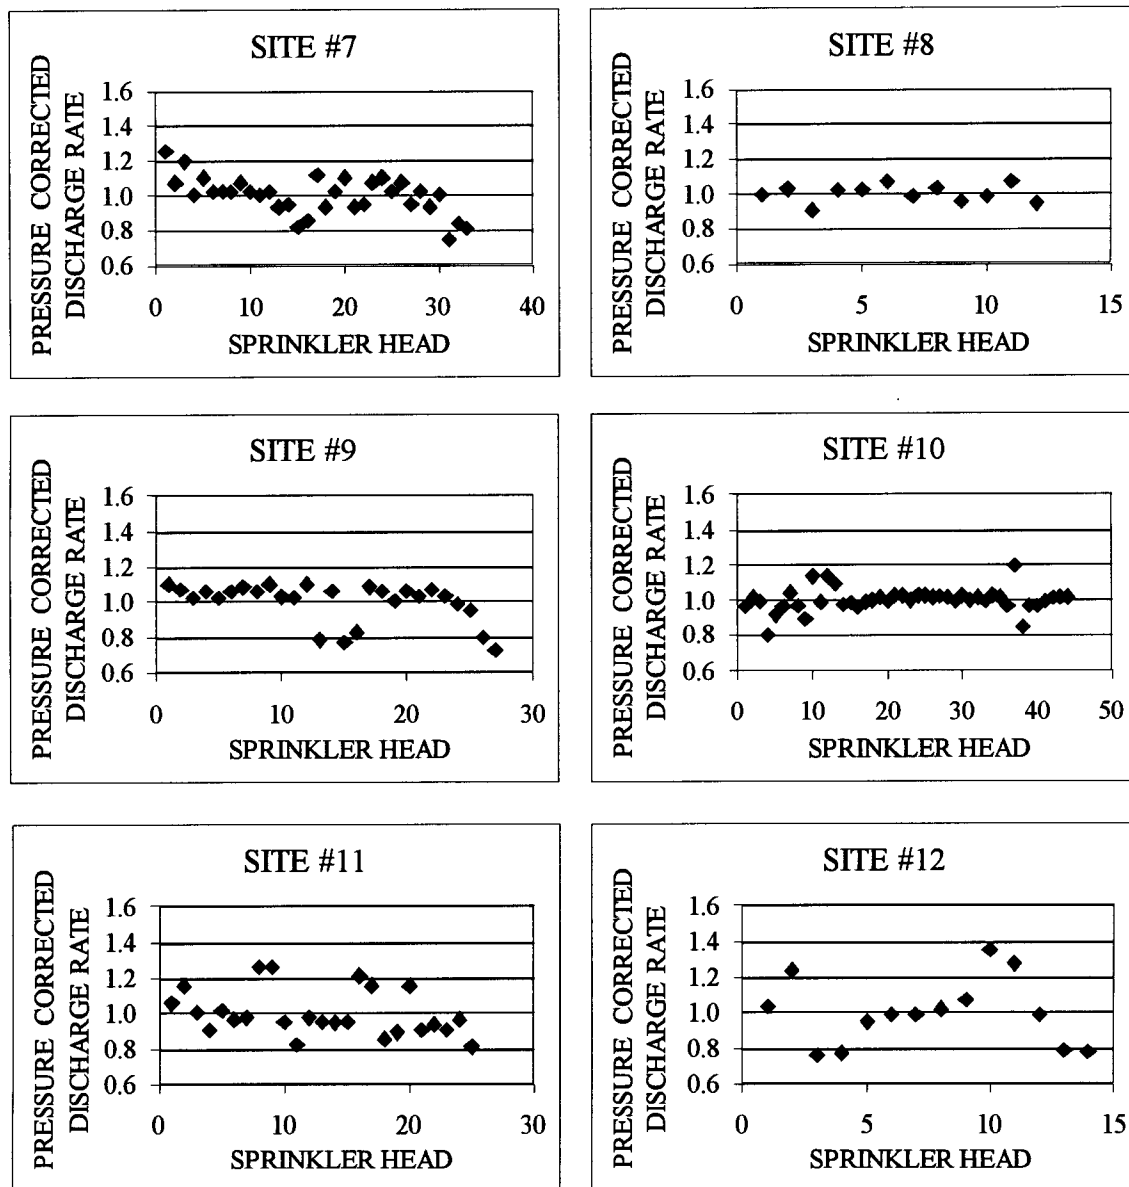 SITE #7
PRESSURE CORRECTED
DISCHARGE RATE
1.6
1.4
1.2
1.0
0.8
0.6
0 10 20 30 40
SPRINKLER HEAD
SITE #8
PRESSURE CORRECTED
DISCHARGE RATE
1.6
1.4
1.2
1.0
0.8
0.6
0 5 10 15
SPRINKLER HEAD
SITE #9
PRESSURE CORRECTED
DISCHARGE RATE
1.6
1.4
1.2
1.0
0.8
0.6
0 10 20 30
SPRINKLER HEAD
SITE #10
PRESSURE CORRECTED
DISCHARGE RATE
1.6
1.4
1.2
1.0
0.8
0.6
0 10 20 30 40 50
SPRINKLER HEAD
SITE #11
PRESSURE CORRECTED
DISCHARGE RATE
1.6
1.4
1.2
1.0
0.8
0.6
0 10 20 30
SPRINKLER HEAD
SITE #12
PRESSURE CORRECTED
DISCHARGE RATE
1.6
1.4
1.2
1.0
0.8
0.6
0 5 10 15
SPRINKLER HEAD